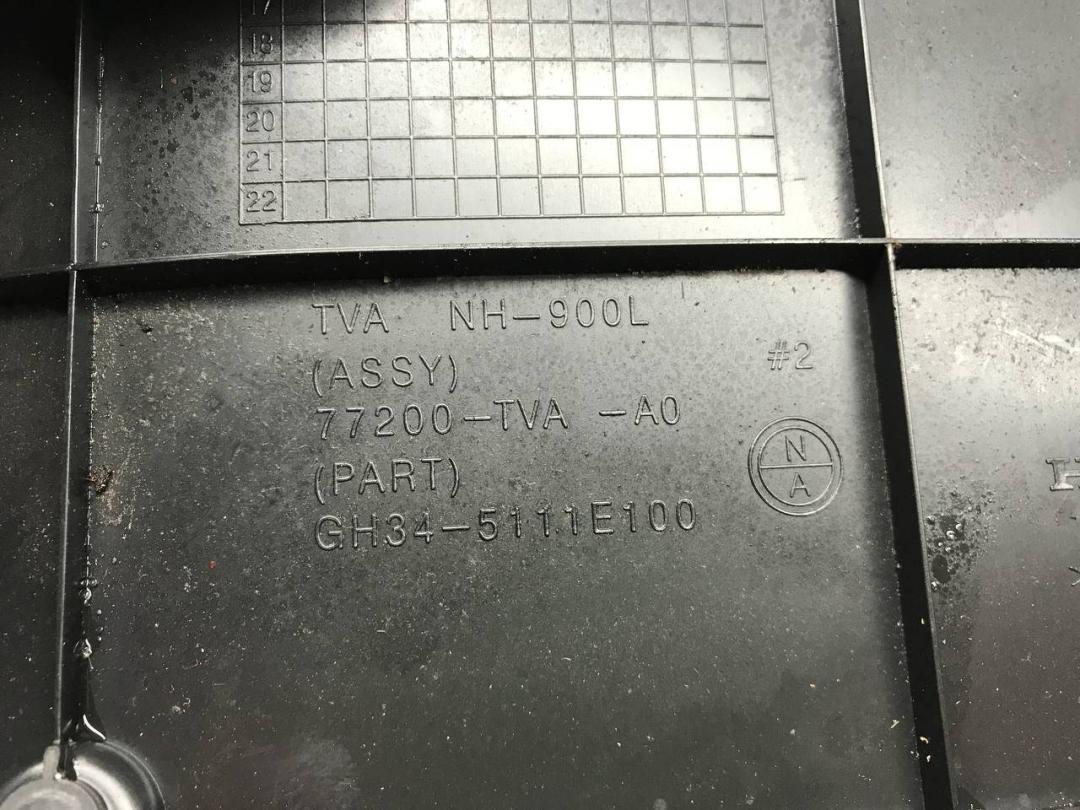 17
18
19
20
21
22
TVA NH-900L
(ASSY)
#2
77200-TVA -A0
(PART)
N
A
GH34-5111E100